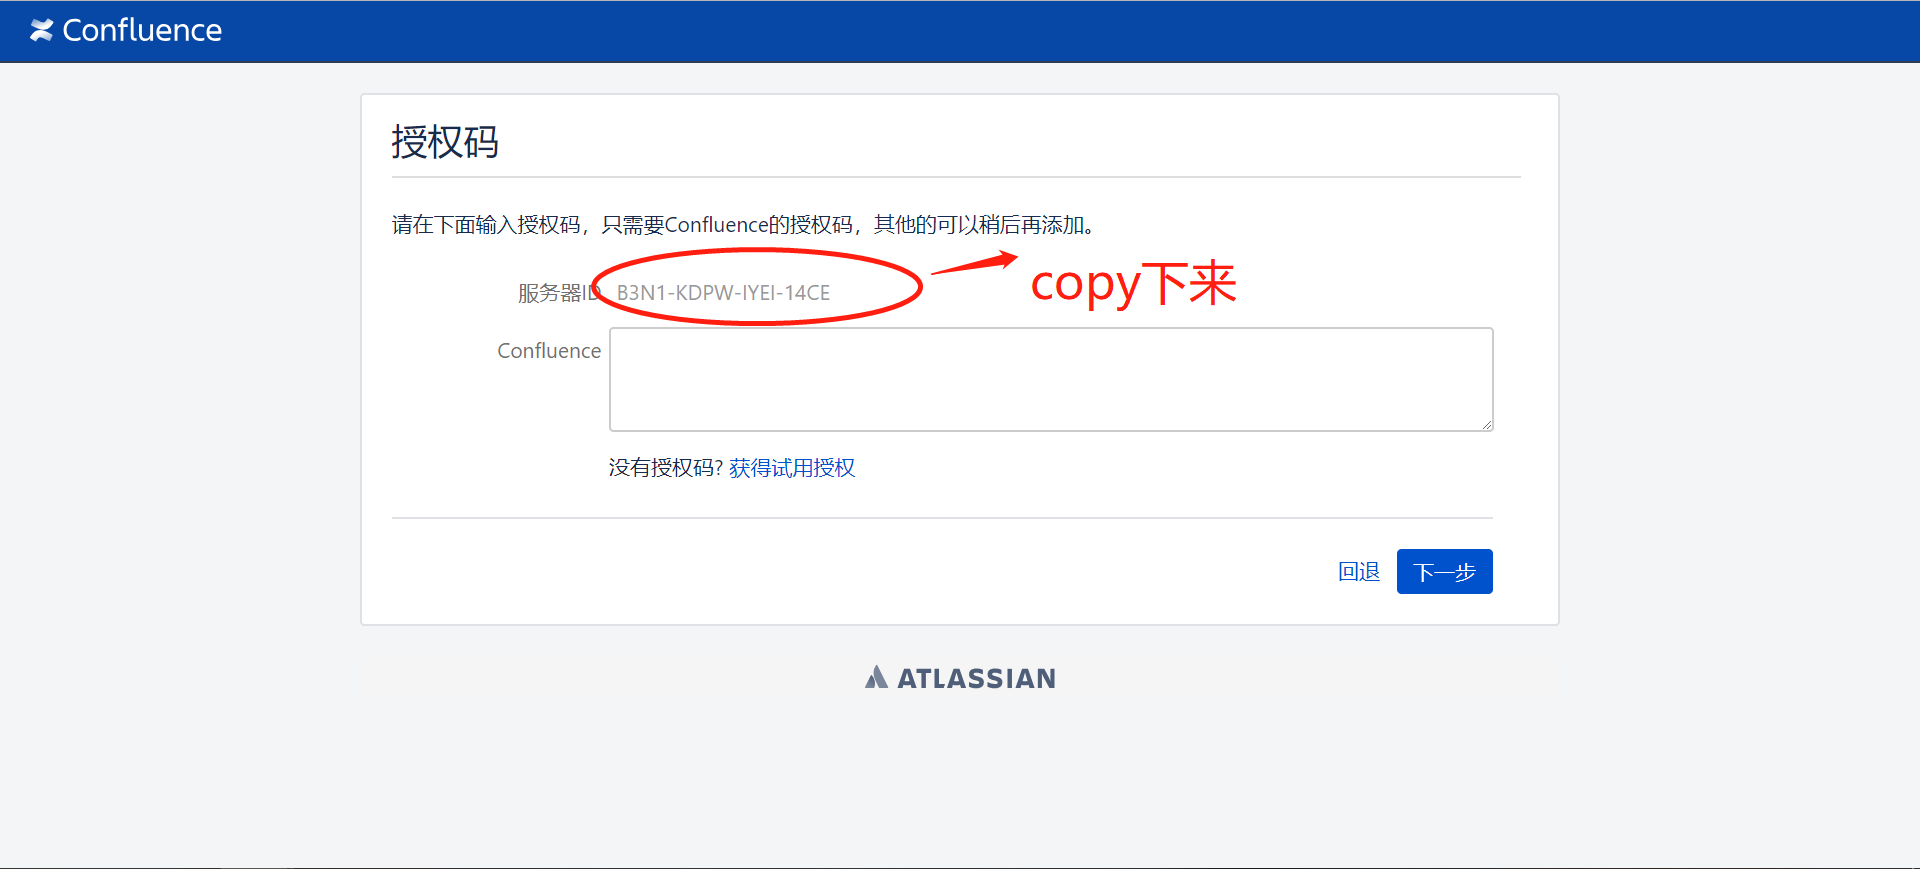 Confluence
授权码
请在下面输入授权码，只需要Confluence的授权码，其他的可以稍后再添加。
服务器ID B3N1-KDPW-IYEI-14CE
copy下来
Confluence
没有授权码? 获得试用授权
回退 下一步
ATLASSIAN